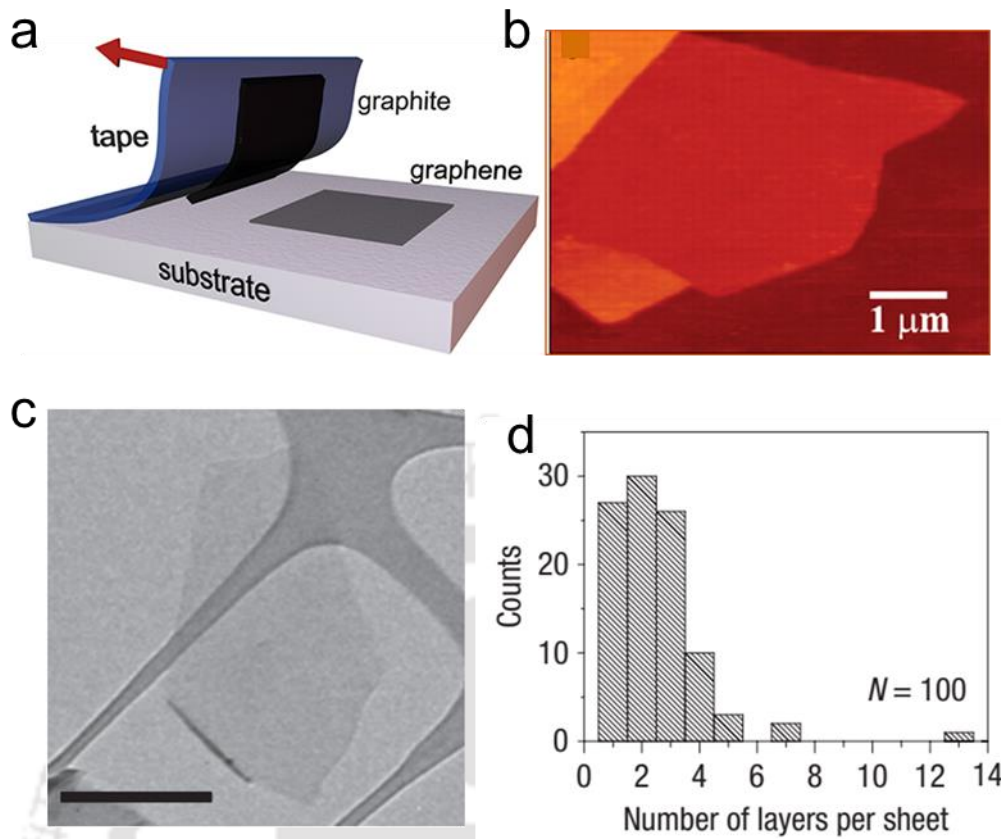 a
tape
graphite
graphene
substrate
b
1 μm
c
d
Counts
30
20
10
0
N = 100
0 2 4 6 8 10 12 14
Number of layers per sheet